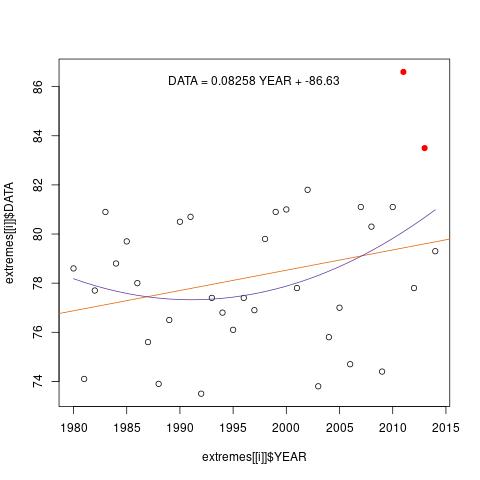 DATA = 0.08258 YEAR + -86.63
86
84
82
80
78
76
74
extremes[[i]]$DATA
1980 1985 1990 1995 2000 2005 2010 2015
extremes[[i]]$YEAR